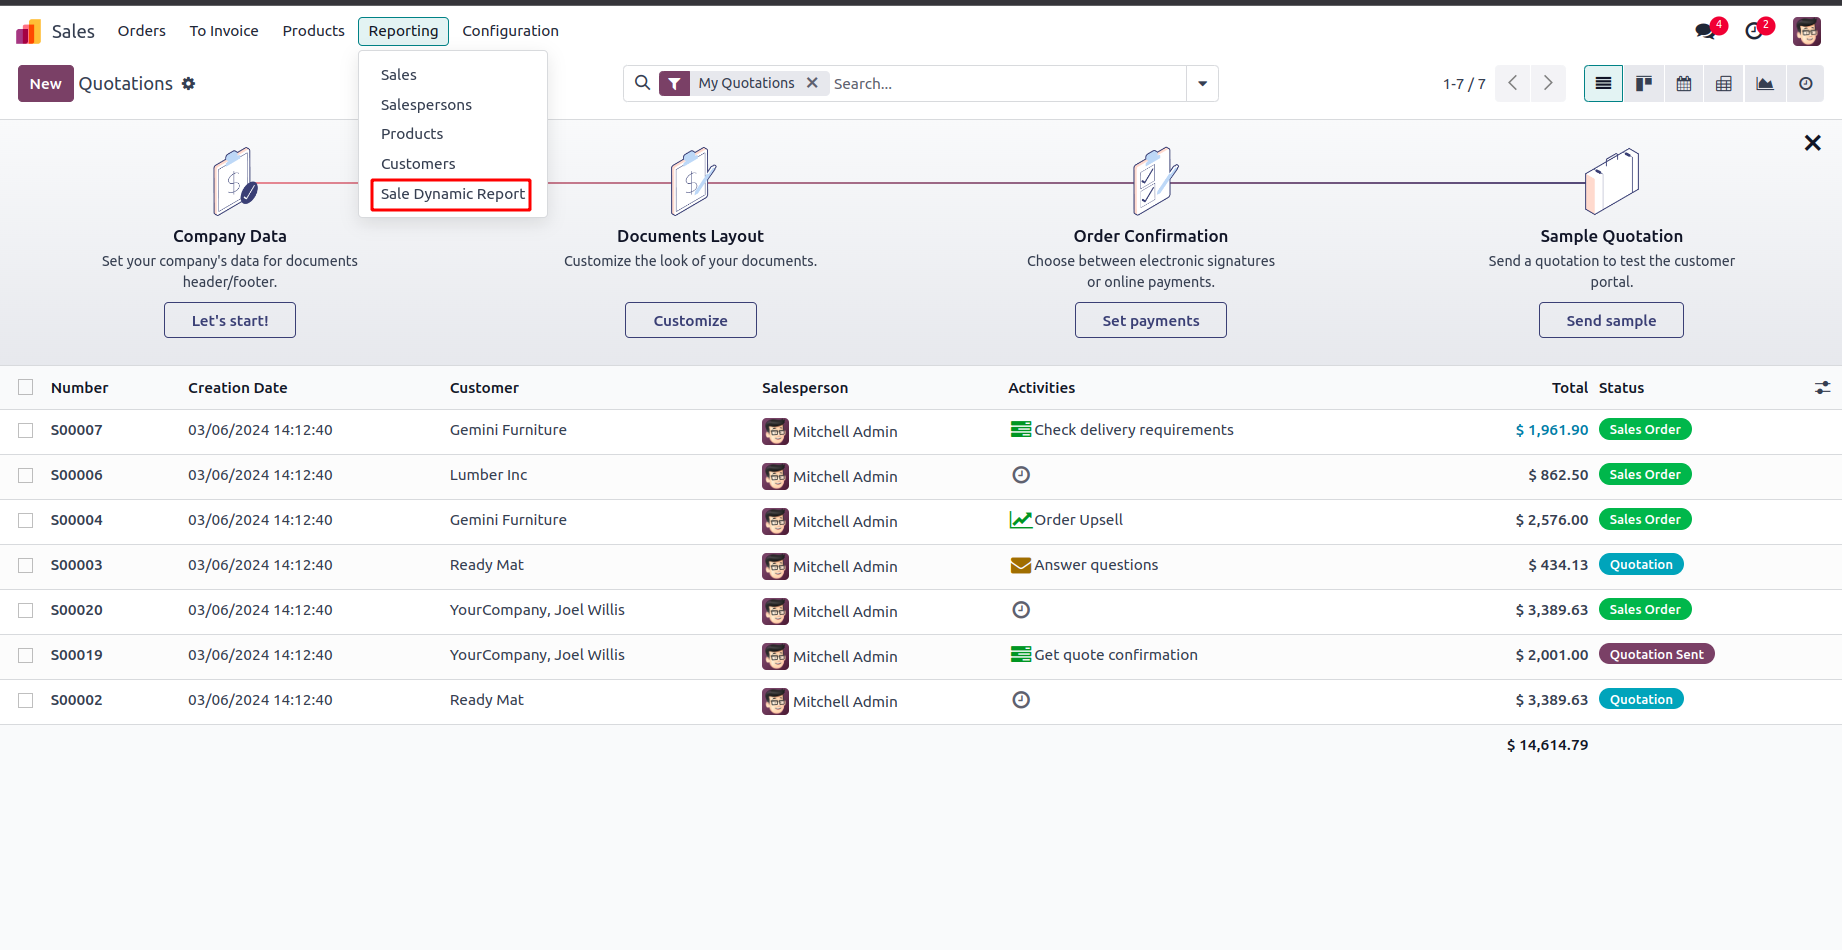 Sales Orders To Invoice Products Reporting Configuration 4 2
New Quotations My Quotations Search... 1-7 / 7
Sales
Salespersons
Products
Customers
Sale Dynamic Report
Company Data
Set your company's data for documents
header/footer.
Let's start!
Documents Layout
Customize the look of your documents.
Customize
Order Confirmation
Choose between electronic signatures
or online payments.
Set payments
Sample Quotation
Send a quotation to test the customer
portal.
Send sample
Number Creation Date Customer Salesperson Activities Total Status
S00007 03/06/2024 14:12:40 Gemini Furniture Mitchell Admin Check delivery requirements $ 1,961.90 Sales Order
S00006 03/06/2024 14:12:40 Lumber Inc Mitchell Admin $ 862.50 Sales Order
S00004 03/06/2024 14:12:40 Gemini Furniture Mitchell Admin Order Upsell $ 2,576.00 Sales Order
S00003 03/06/2024 14:12:40 Ready Mat Mitchell Admin Answer questions $ 434.13 Quotation
S00020 03/06/2024 14:12:40 YourCompany, Joel Willis Mitchell Admin $ 3,389.63 Sales Order
S00019 03/06/2024 14:12:40 YourCompany, Joel Willis Mitchell Admin Get quote confirmation $ 2,001.00 Quotation Sent
S00002 03/06/2024 14:12:40 Ready Mat Mitchell Admin $ 3,389.63 Quotation
$ 14,614.79